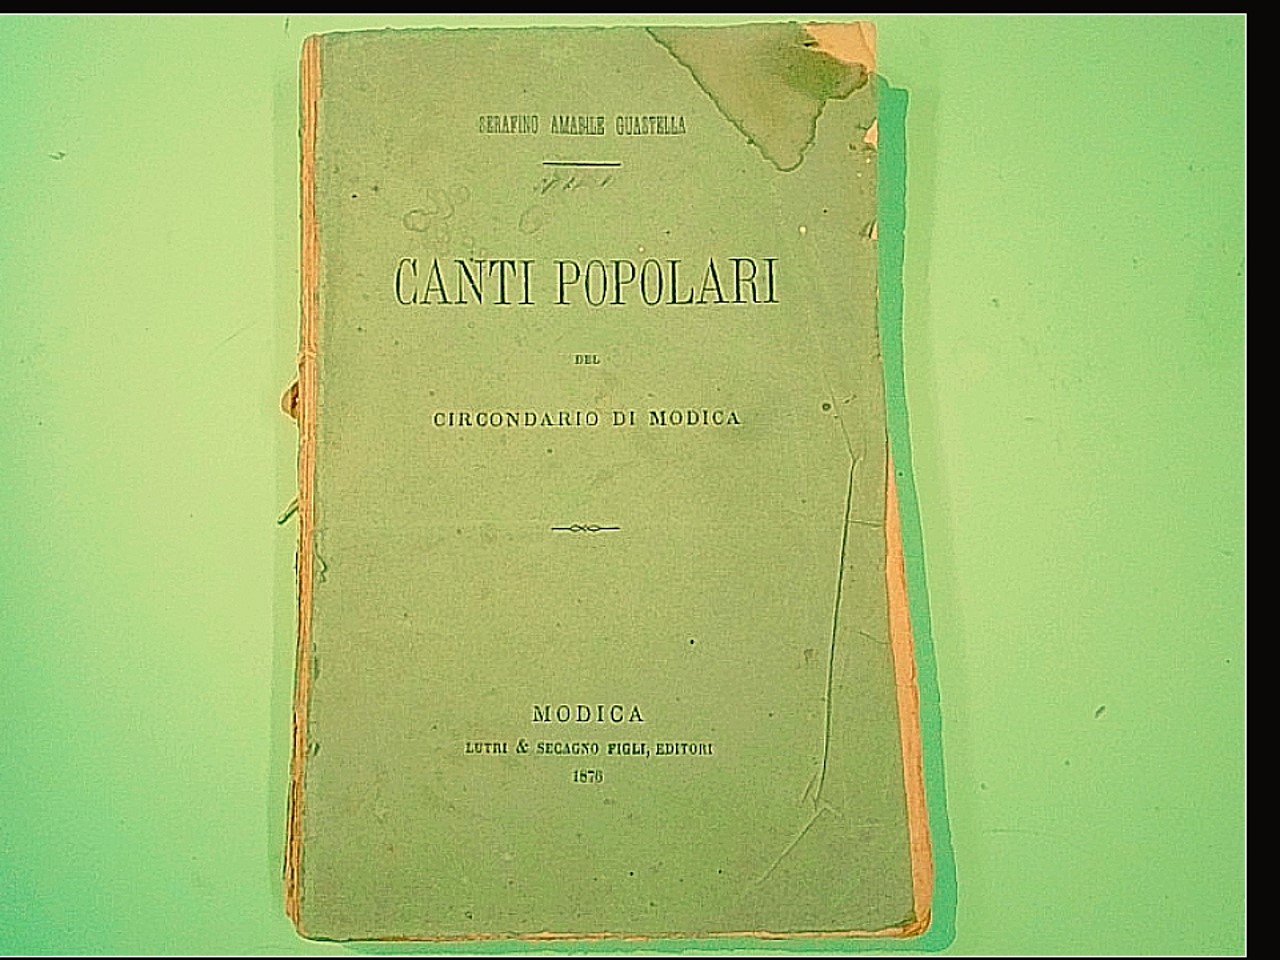 SERAFINO AMABILE GUASTELLA
CANTI POPOLARI
DEL
CIRCONDARIO DI MODICA
MODICA
LUTRI & SECAGNO FIGLI, EDITORI
1876